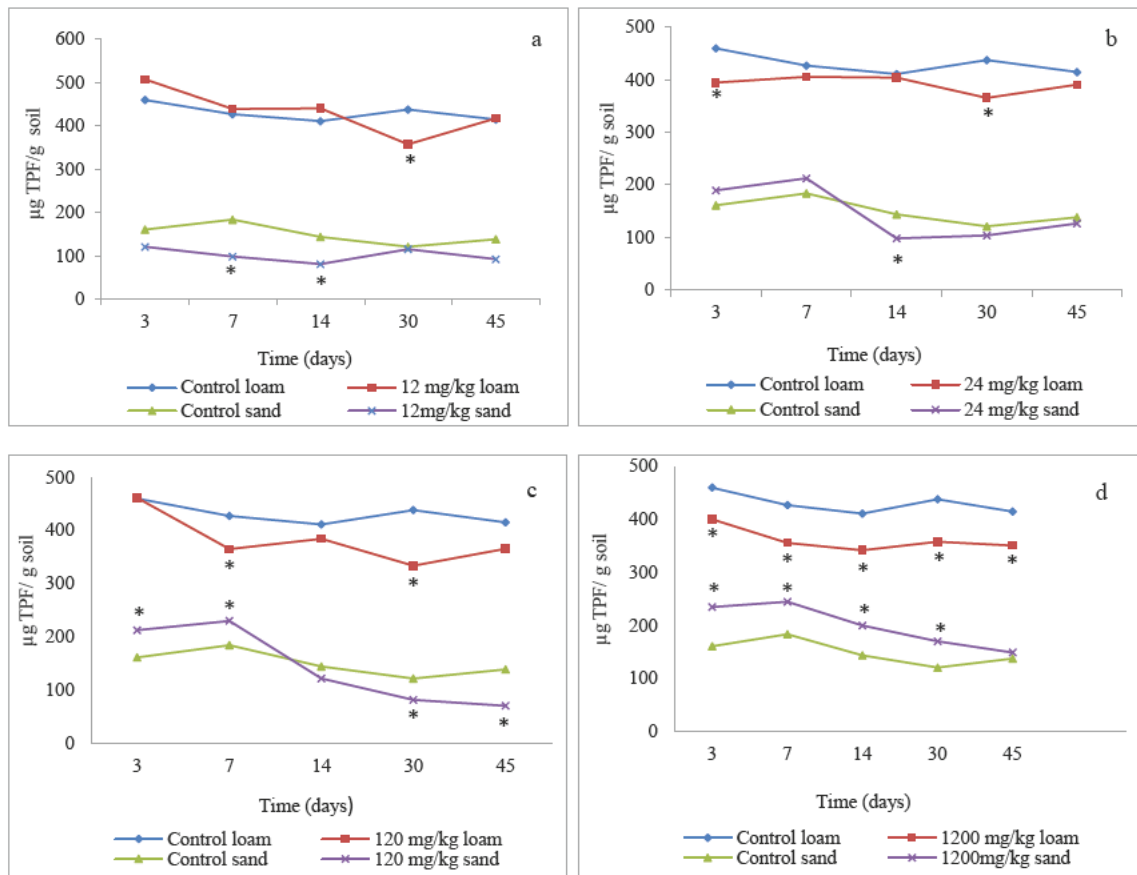 a
600
500
400
300
200
100
0
µg TPF/g soil
*
*
*
3 7 14 30 45
Time (days)
Control loam 12 mg/kg loam
Control sand 12mg/kg sand
b
500
400
300
200
100
0
µg TPF/ g soil
*
*
*
3 7 14 30 45
Time (days)
Control loam 24 mg/kg loam
Control sand 24 mg/kg sand
c
500
400
300
200
100
0
µg TPF/ g soil
* *
* *
* *
3 7 14 30 45
Time (days)
Control loam 120 mg/kg loam
Control sand 120 mg/kg sand
d
500
400
300
200
100
0
µg TPF/ g soil
* * * * *
* * * *
3 7 14 30 45
Time (days)
Control loam 1200 mg/kg loam
Control sand 1200mg/kg sand